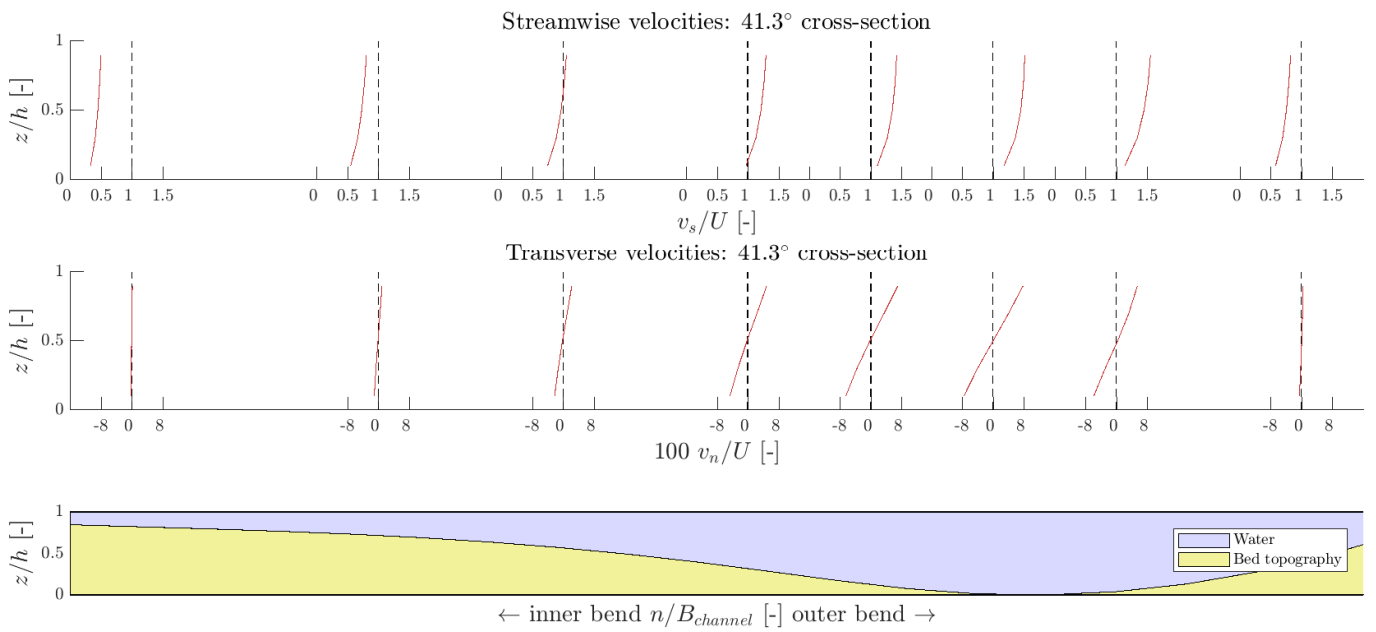 Streamwise velocities: 41.3° cross-section
1
0.5
0
z/h [-]
0 0.5 1 1.5 0 0.5 1 1.5 0 0.5 1 1.5 0 0.5 1 1.5 0 0.5 1 1.5 0 0.5 1 1.5 0 0.5 1 1.5 0 0.5 1 1.5
v_s/U [-]
Transverse velocities: 41.3° cross-section
1
0.5
0
z/h [-]
-8 0 8 -8 0 8 -8 0 8 -8 0 8 -8 0 8 -8 0 8 -8 0 8 -8 0 8
100 v_n/U [-]
1
0.5
0
z/h [-]
Water
Bed topography
← inner bend n/B_channel [-] outer bend →